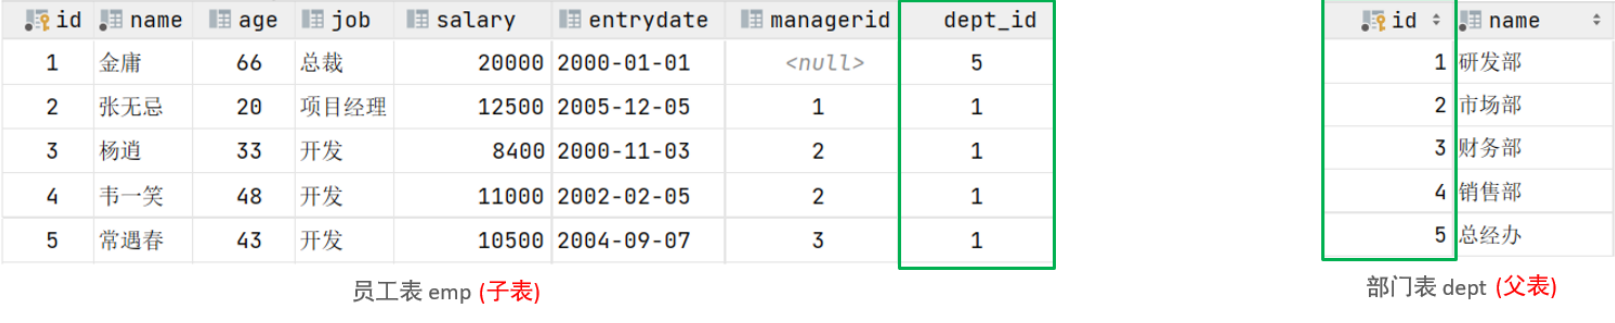 id name age job salary entrydate managerid dept_id
1 金庸 66 总裁 20000 2000-01-01 <null> 5
2 张无忌 20 项目经理 12500 2005-12-05 1 1
3 杨逍 33 开发 8400 2000-11-03 2 1
4 韦一笑 48 开发 11000 2002-02-05 2 1
5 常遇春 43 开发 10500 2004-09-07 3 1
员工表 emp (子表)
id name
1 研发部
2 市场部
3 财务部
4 销售部
5 总经办
部门表 dept (父表)